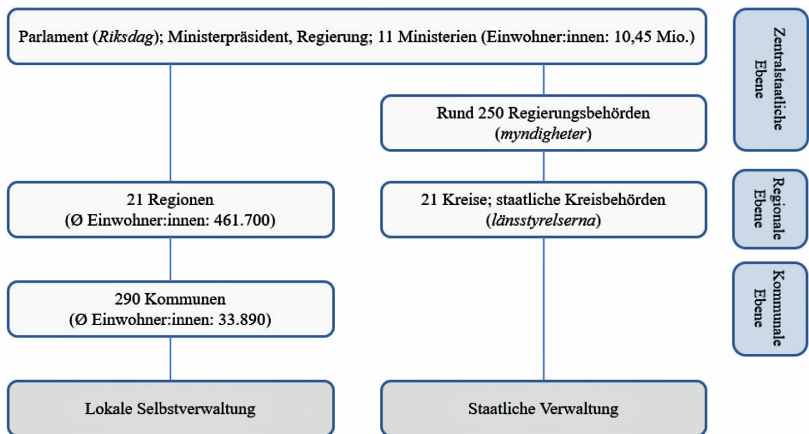 Parlament (Riksdag); Ministerpräsident, Regierung; 11 Ministerien (Einwohner:innen: 10,45 Mio.)
Zentralstaatliche
Ebene
Rund 250 Regierungsbehörden
(myndigheter)
21 Regionen
(Ø Einwohner:innen: 461.700)
21 Kreise; staatliche Kreisbehörden
(länsstyrelserna)
Regionale
Ebene
290 Kommunen
(Ø Einwohner:innen: 33.890)
Kommunale
Ebene
Lokale Selbstverwaltung
Staatliche Verwaltung